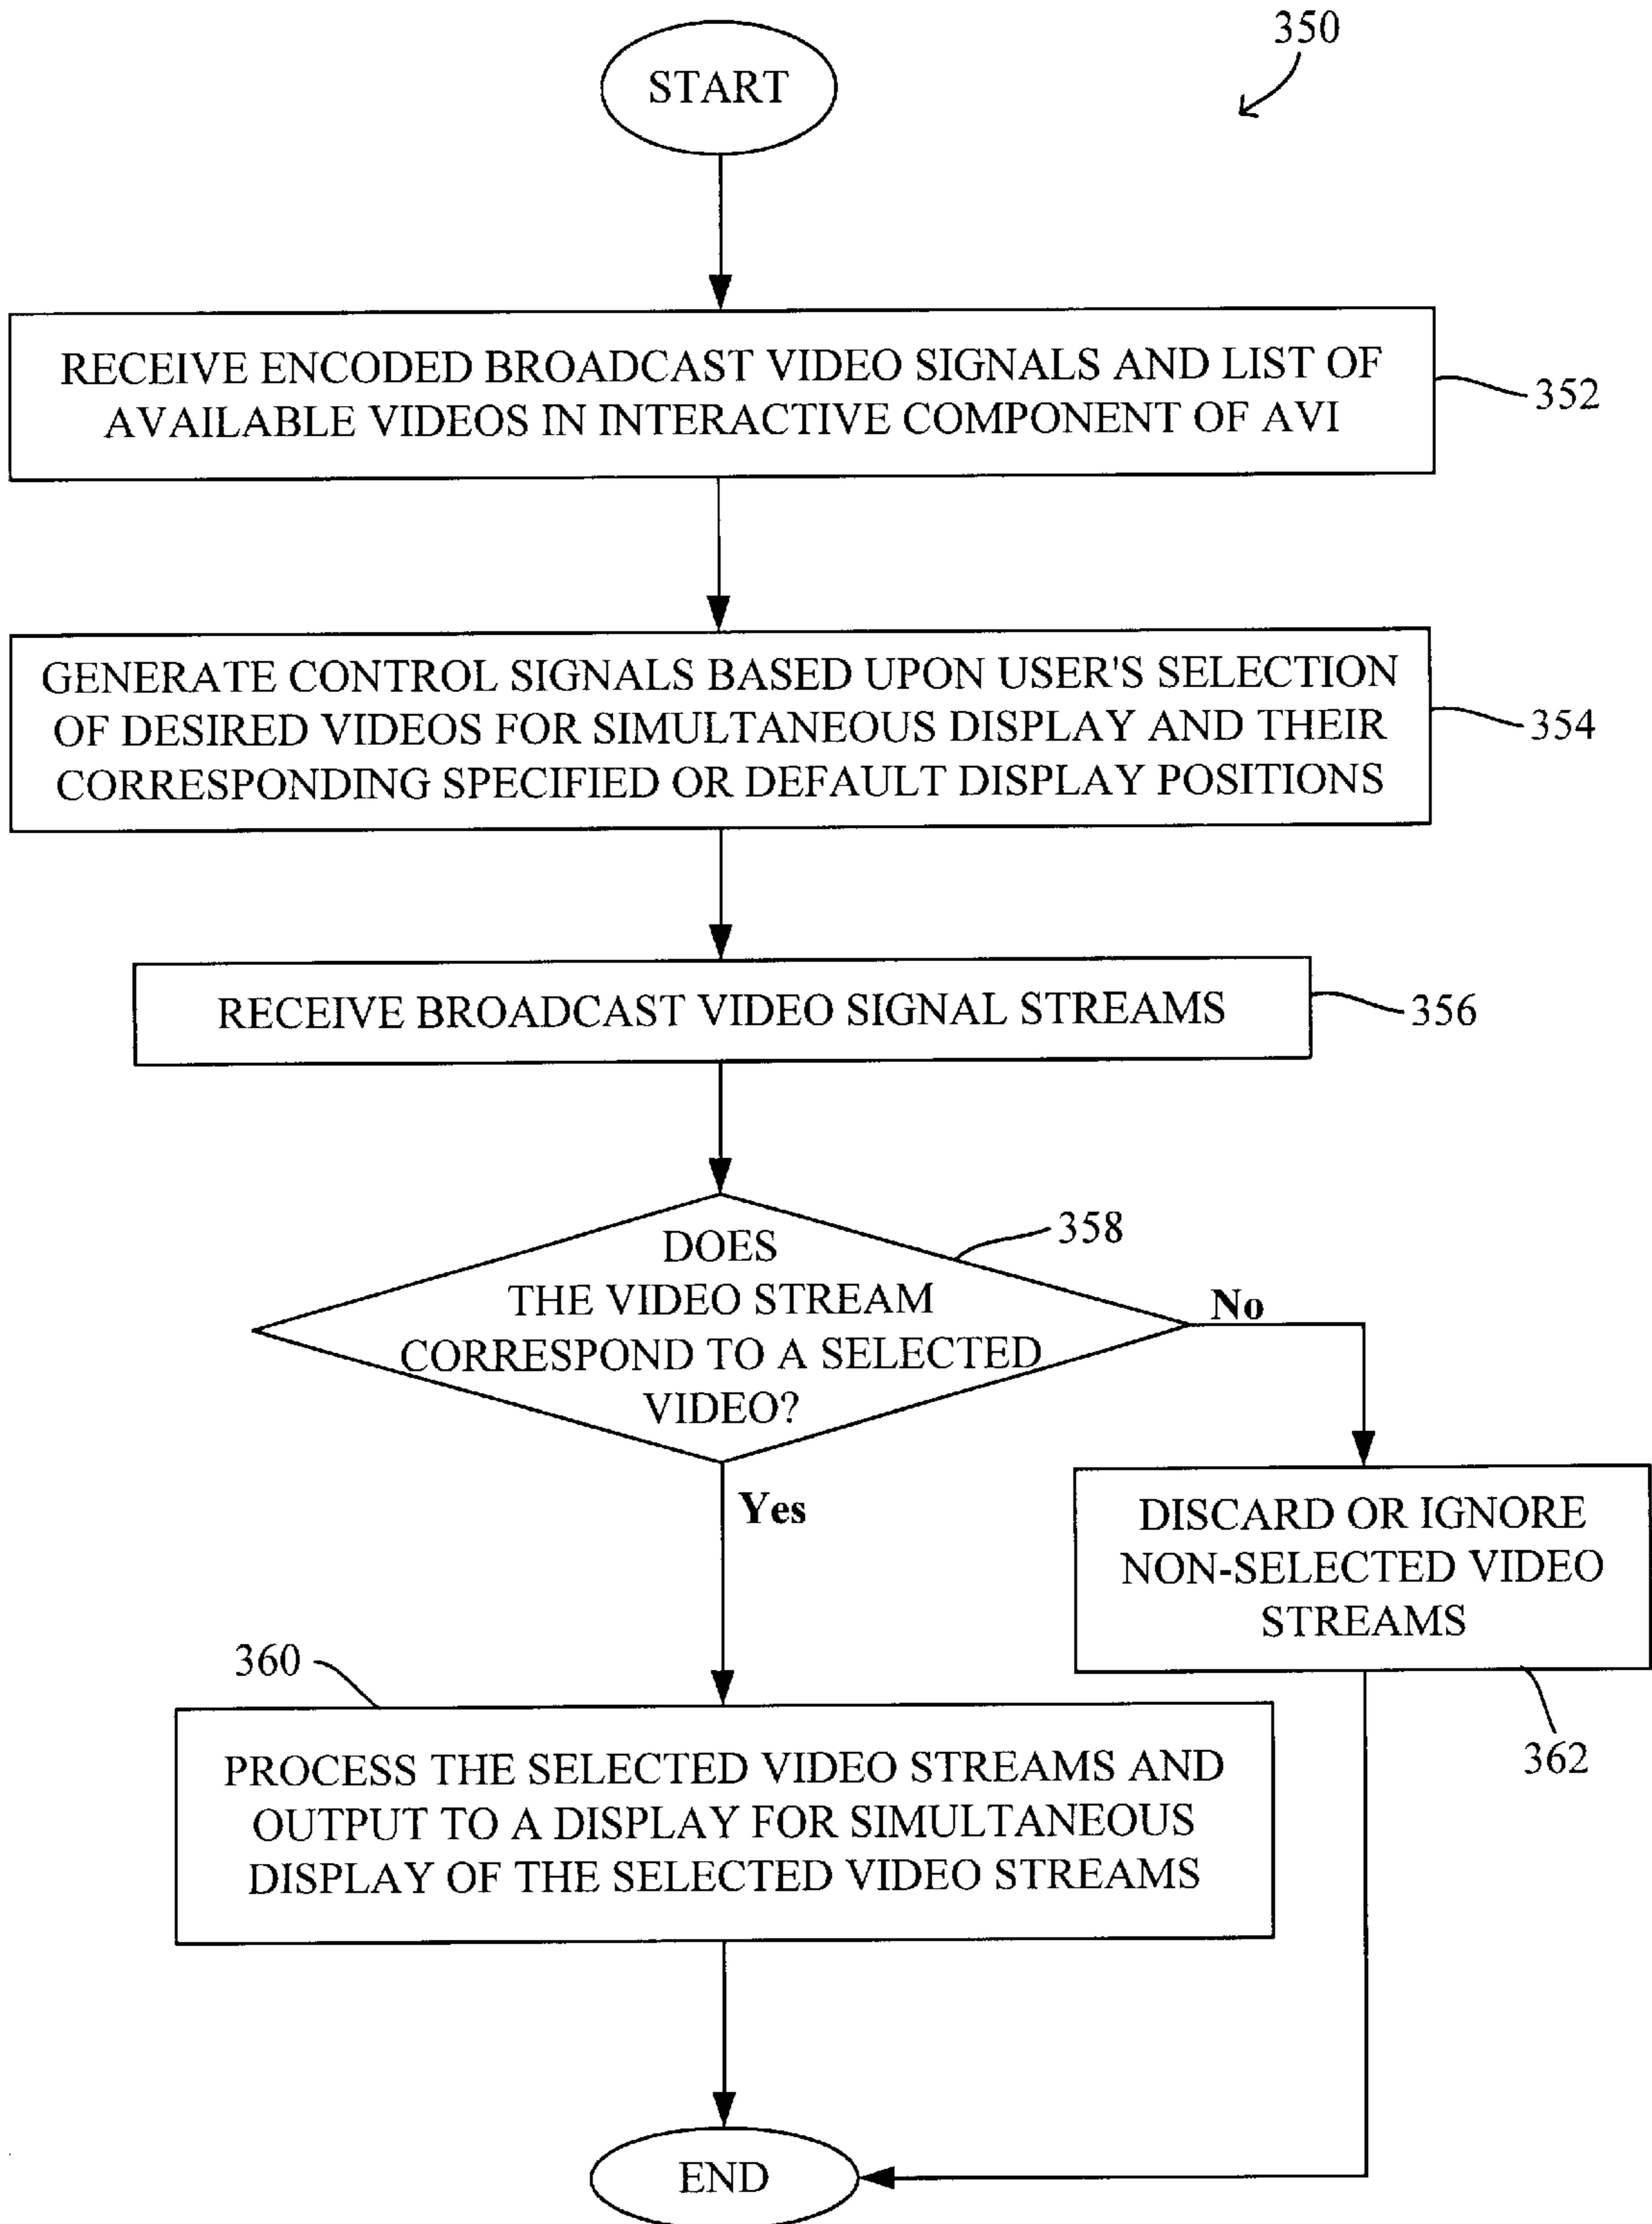 350
START
RECEIVE ENCODED BROADCAST VIDEO SIGNALS AND LIST OF
AVAILABLE VIDEOS IN INTERACTIVE COMPONENT OF AVI
352
GENERATE CONTROL SIGNALS BASED UPON USER'S SELECTION
OF DESIRED VIDEOS FOR SIMULTANEOUS DISPLAY AND THEIR
CORRESPONDING SPECIFIED OR DEFAULT DISPLAY POSITIONS
354
RECEIVE BROADCAST VIDEO SIGNAL STREAMS
356
358
DOES
THE VIDEO STREAM
CORRESPOND TO A SELECTED
VIDEO?
No
Yes
DISCARD OR IGNORE
NON-SELECTED VIDEO
STREAMS
362
360
PROCESS THE SELECTED VIDEO STREAMS AND
OUTPUT TO A DISPLAY FOR SIMULTANEOUS
DISPLAY OF THE SELECTED VIDEO STREAMS
END